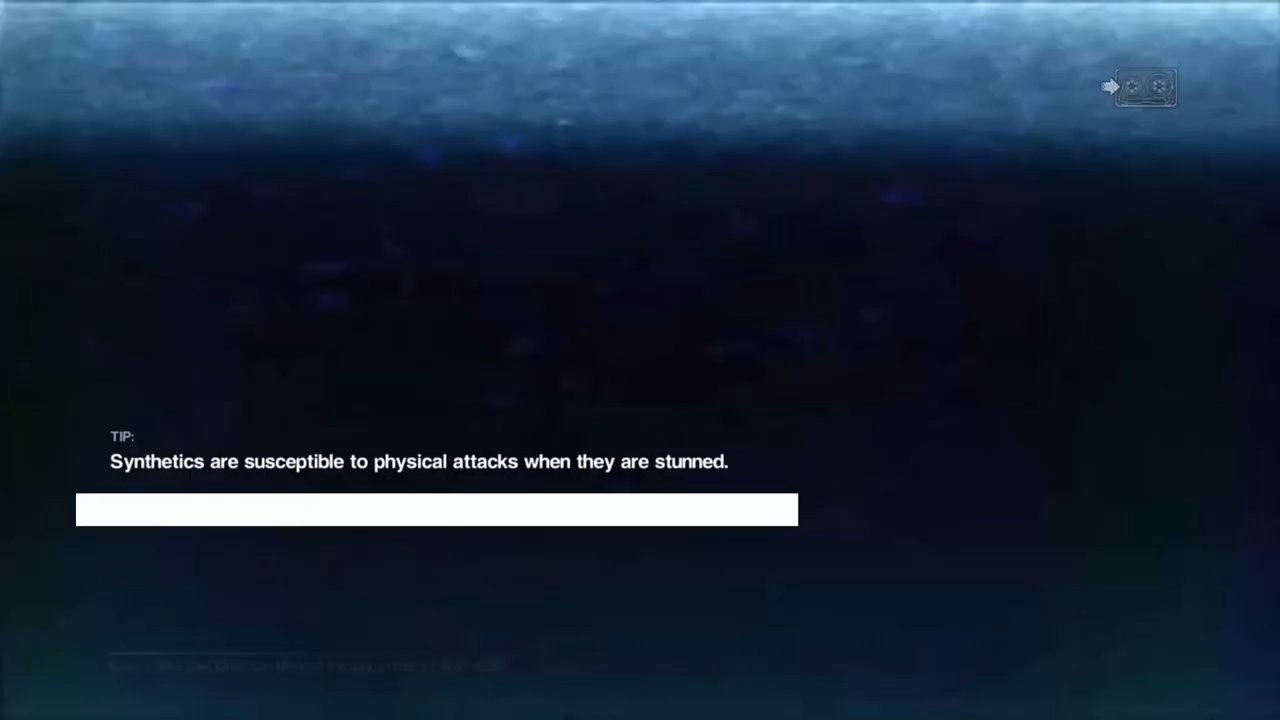 TIP:
Synthetics are susceptible to physical attacks when they are stunned.